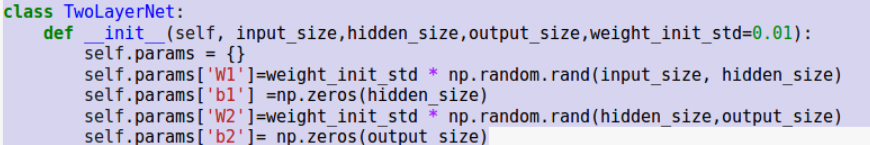 class TwoLayerNet:
    def __init__(self, input_size,hidden_size,output_size,weight_init_std=0.01):
        self.params = {}
        self.params['W1']=weight_init_std * np.random.rand(input_size, hidden_size)
        self.params['b1'] =np.zeros(hidden_size)
        self.params['W2']=weight_init_std * np.random.rand(hidden_size,output_size)
        self.params['b2']= np.zeros(output_size)